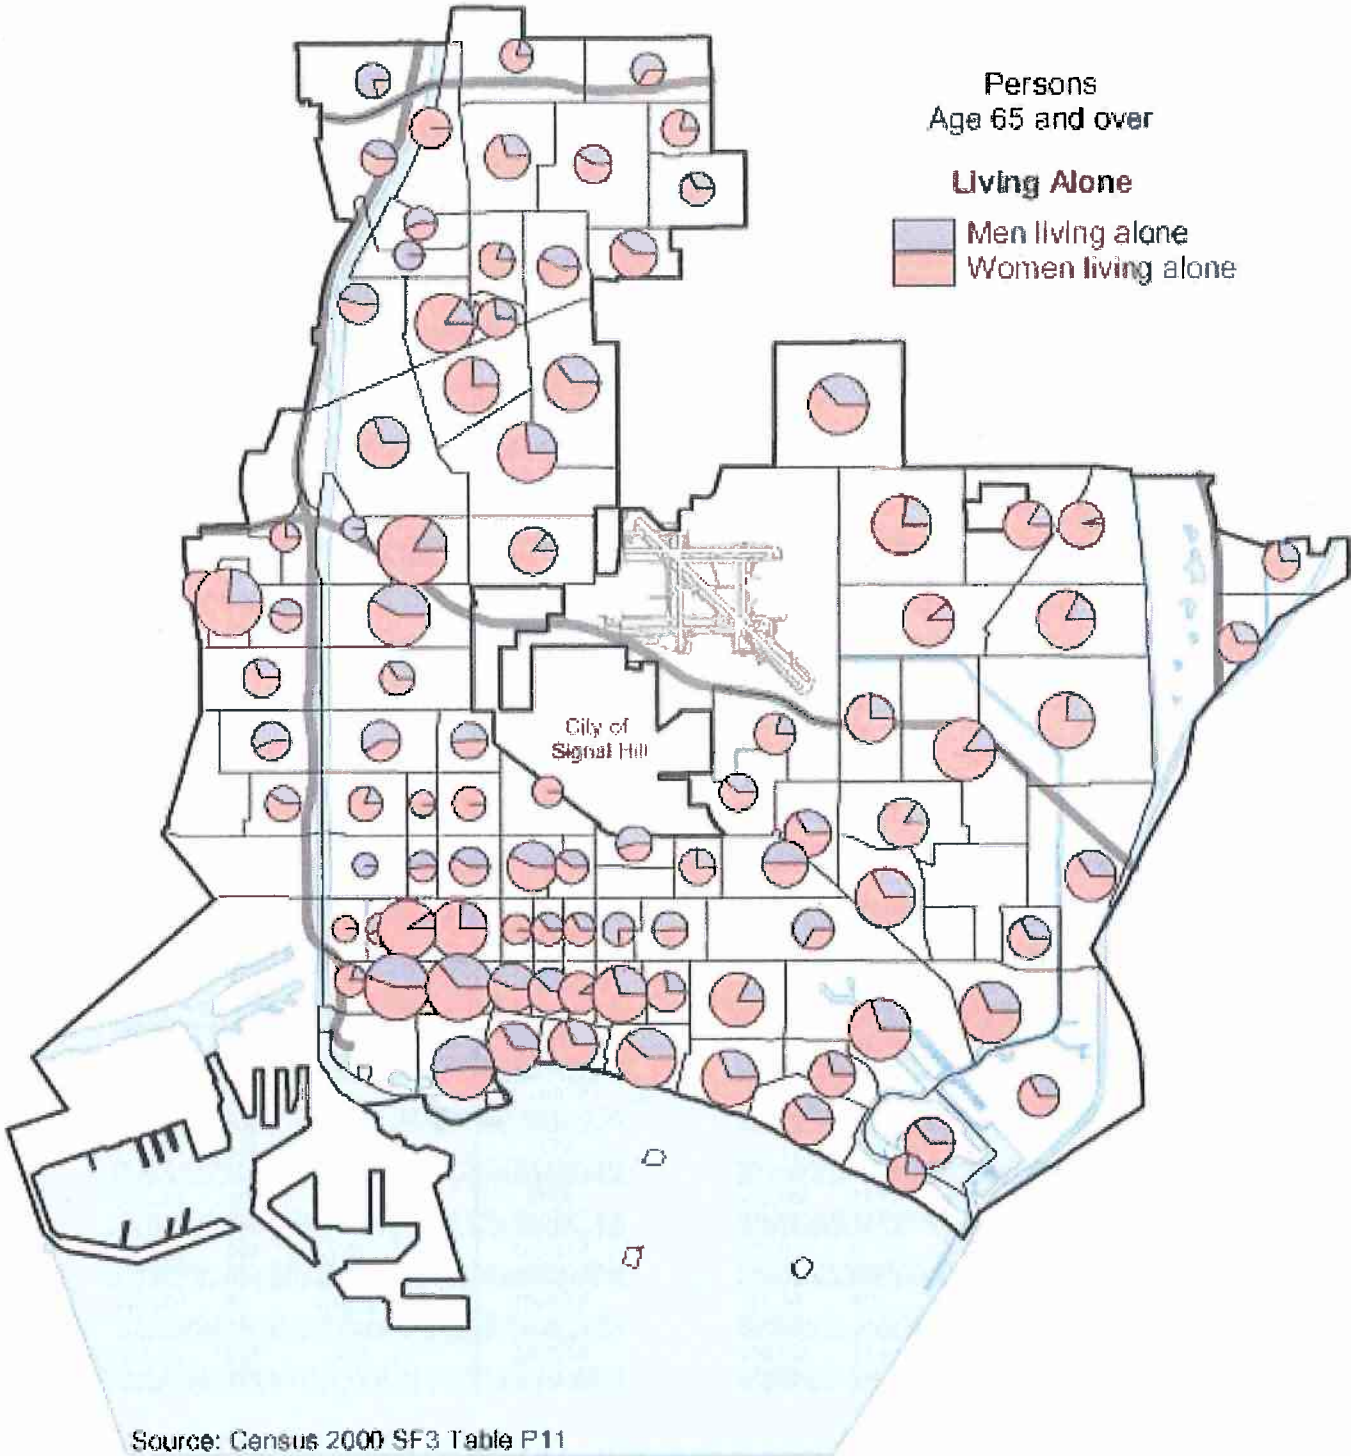 Persons
Age 65 and over
Living Alone
Men living alone
Women living alone
City of
Signal Hill
Source: Census 2000 SF3 Table P11